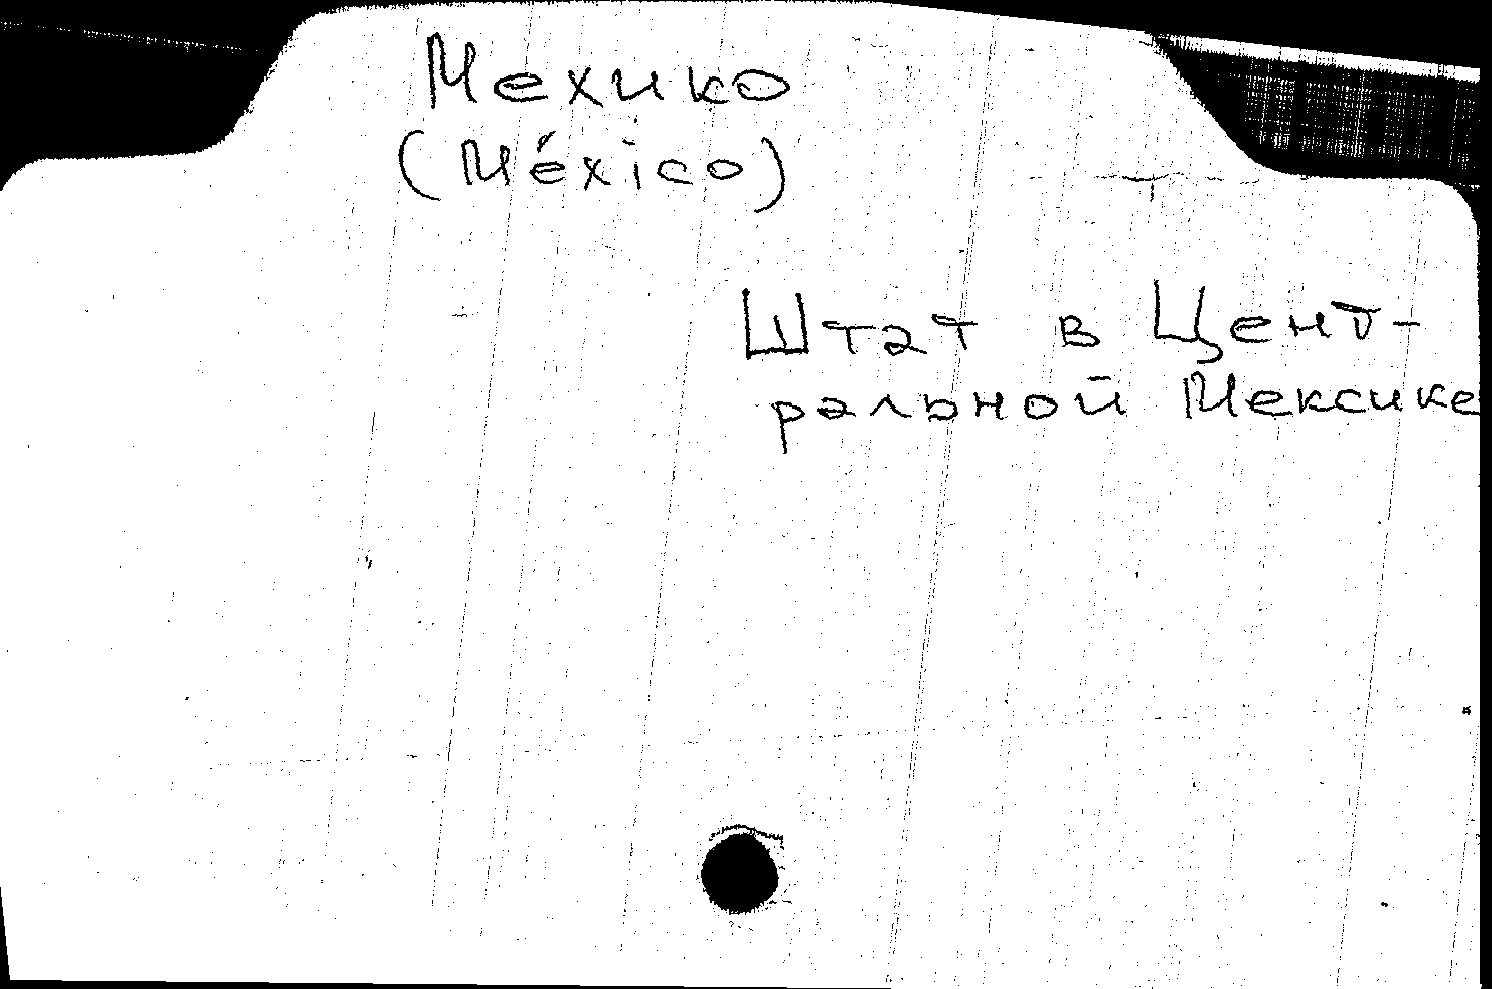 Мехико
(México)
Штат в Цент-
ральной Мексике